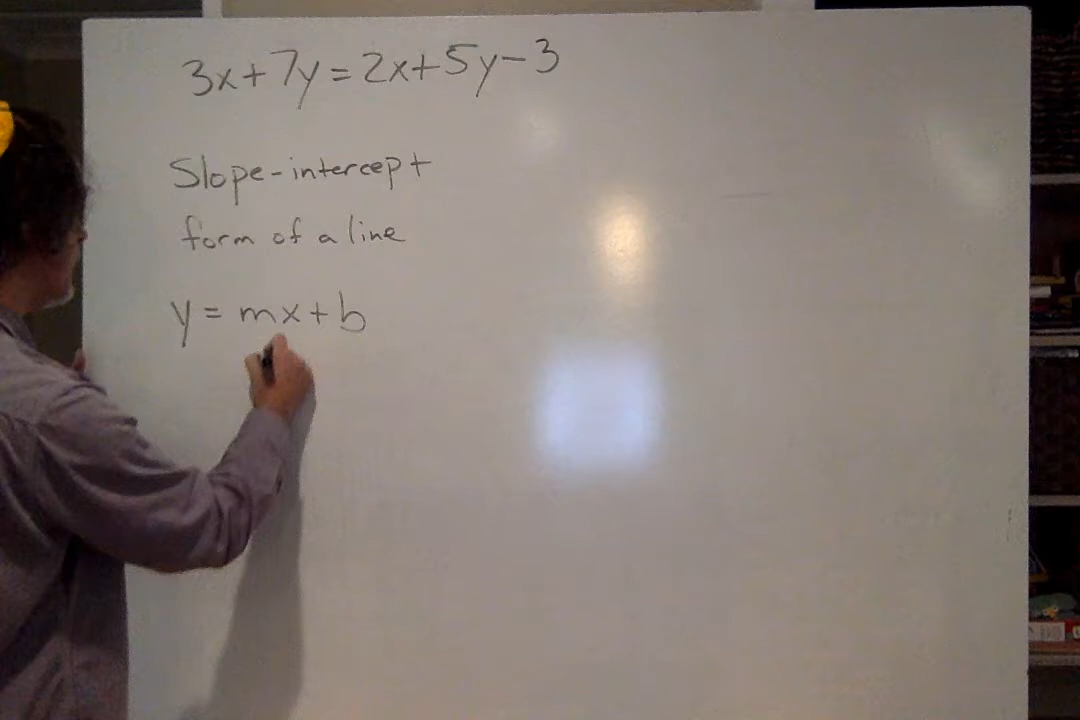 3x+7y=2x+5y-3
Slope-intercept
form of a line
y = mx+b